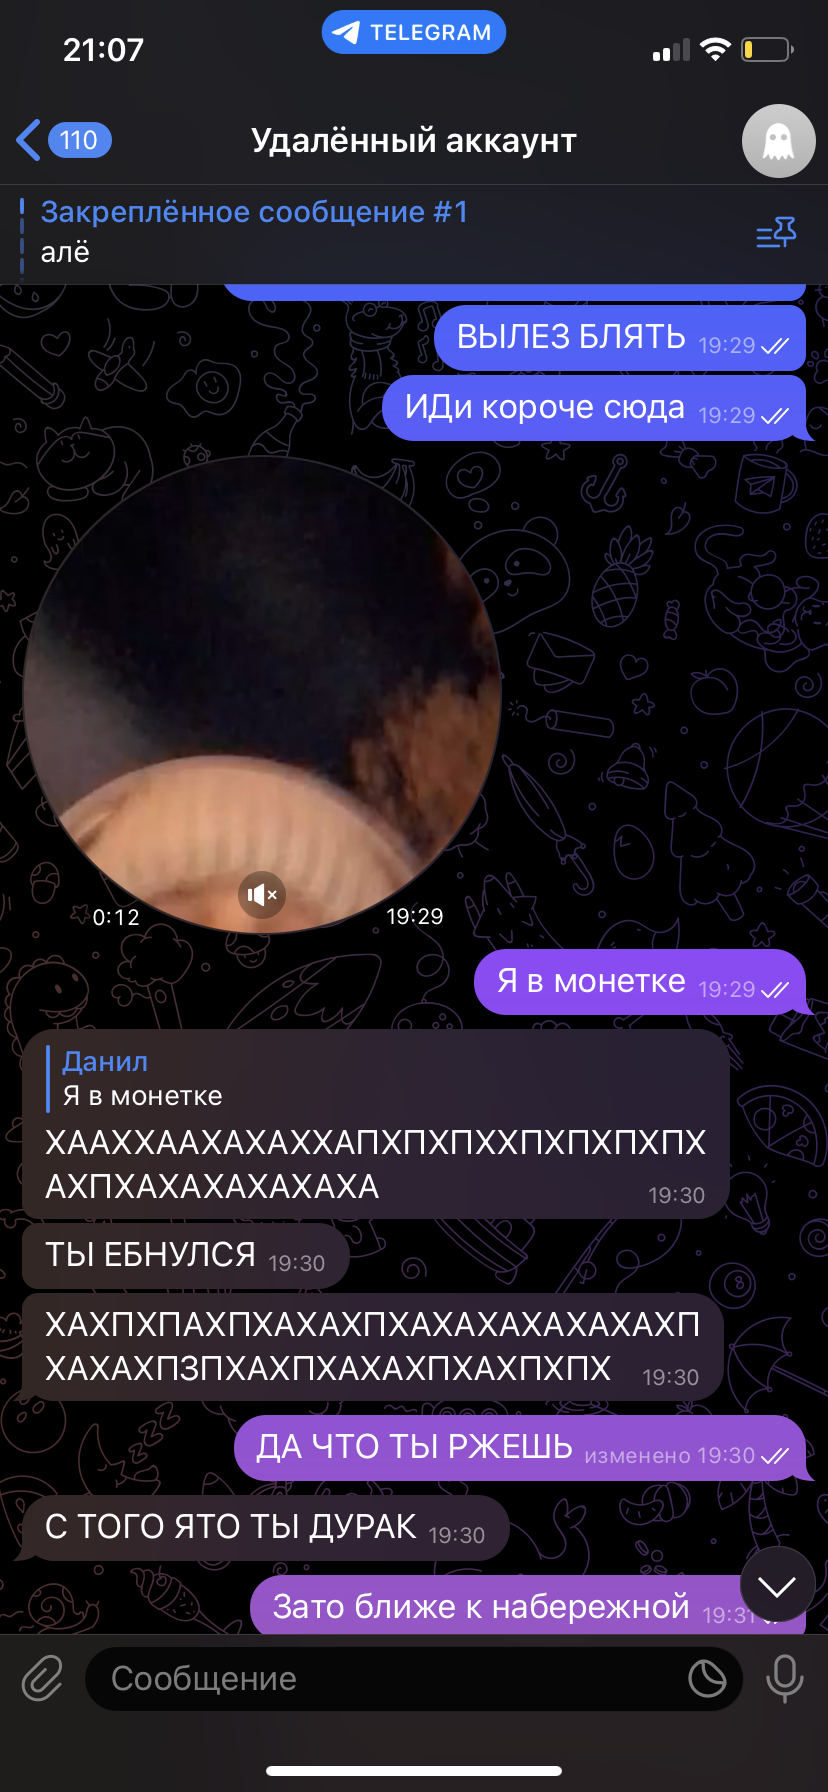 21:07
TELEGRAM
110
Удалённый аккаунт
Закреплённое сообщение #1
алё
ВЫЛЕЗ БЛЯТЬ 19:29
ИДи короче сюда 19:29
0:12
19:29
Я в монетке 19:29
Данил
Я в монетке
ХААХХААХАХАХХАПХПХПХХПХПХПХПХ
АХПХАХАХАХАХАХА 19:30
ТЫ ЕБНУЛСЯ 19:30
ХАХПХПАХПХАХАХПХАХАХАХАХАХАХП
ХАХАХПЗПХАХПХАХАХПХАХПХПХ 19:30
ДА ЧТО ТЫ РЖЕШЬ изменено 19:30
С ТОГО ЯТО ТЫ ДУРАК 19:30
Зато ближе к набережной 19:31
Сообщение